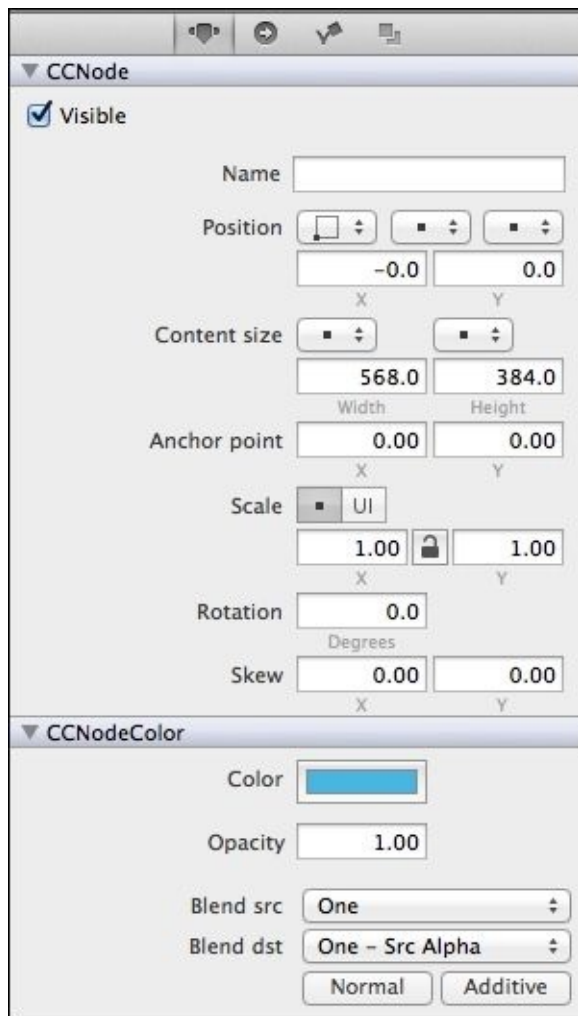 CCNode
Visible
Name
Position
-0.0 0.0
X Y
Content size
568.0 384.0
Width Height
Anchor point 0.00 0.00
X Y
Scale UI
1.00 1.00
X Y
Rotation 0.0
Degrees
Skew 0.00 0.00
X Y
CCNodeColor
Color
Opacity 1.00
Blend src One
Blend dst One – Src Alpha
Normal Additive